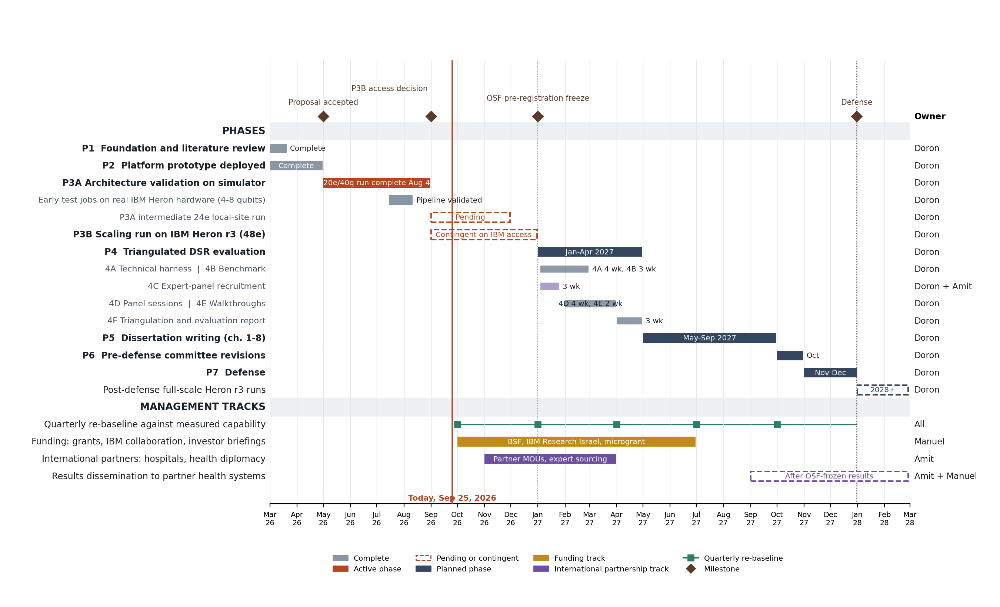 P3B access decision
OSF pre-registration freeze
Proposal accepted
Defense
Owner
PHASES
P1  Foundation and literature review Complete Doron
P2  Platform prototype deployed Complete Doron
P3A Architecture validation on simulator 20e/40q run complete Aug 4 Doron
Early test jobs on real IBM Heron hardware (4-8 qubits) Pipeline validated Doron
P3A intermediate 24e local-site run Pending Doron
P3B Scaling run on IBM Heron r3 (48e) Contingent on IBM access Doron
P4  Triangulated DSR evaluation Jan-Apr 2027 Doron
4A Technical harness  |  4B Benchmark 4A 4 wk, 4B 3 wk Doron
4C Expert-panel recruitment 3 wk Doron + Amit
4D Panel sessions  |  4E Walkthroughs 4D 4 wk, 4E 2 wk Doron
4F Triangulation and evaluation report 3 wk Doron
P5  Dissertation writing (ch. 1-8) May-Sep 2027 Doron
P6  Pre-defense committee revisions Oct Doron
P7  Defense Nov-Dec Doron
Post-defense full-scale Heron r3 runs 2028+ Doron
MANAGEMENT TRACKS
Quarterly re-baseline against measured capability All
Funding: grants, IBM collaboration, investor briefings BSF, IBM Research Israel, microgrant Manuel
International partners: hospitals, health diplomacy Partner MOUs, expert sourcing Amit
Results dissemination to partner health systems After OSF-frozen results Amit + Manuel
Today, Sep 25, 2026
Mar Apr May Jun Jul Aug Sep Oct Nov Dec Jan Feb Mar Apr May Jun Jul Aug Sep Oct Nov Dec Jan Feb Mar
26 26 26 26 26 26 26 26 26 26 27 27 27 27 27 27 27 27 27 27 27 27 28 28 28
Complete Pending or contingent Funding track Quarterly re-baseline
Active phase Planned phase International partnership track Milestone